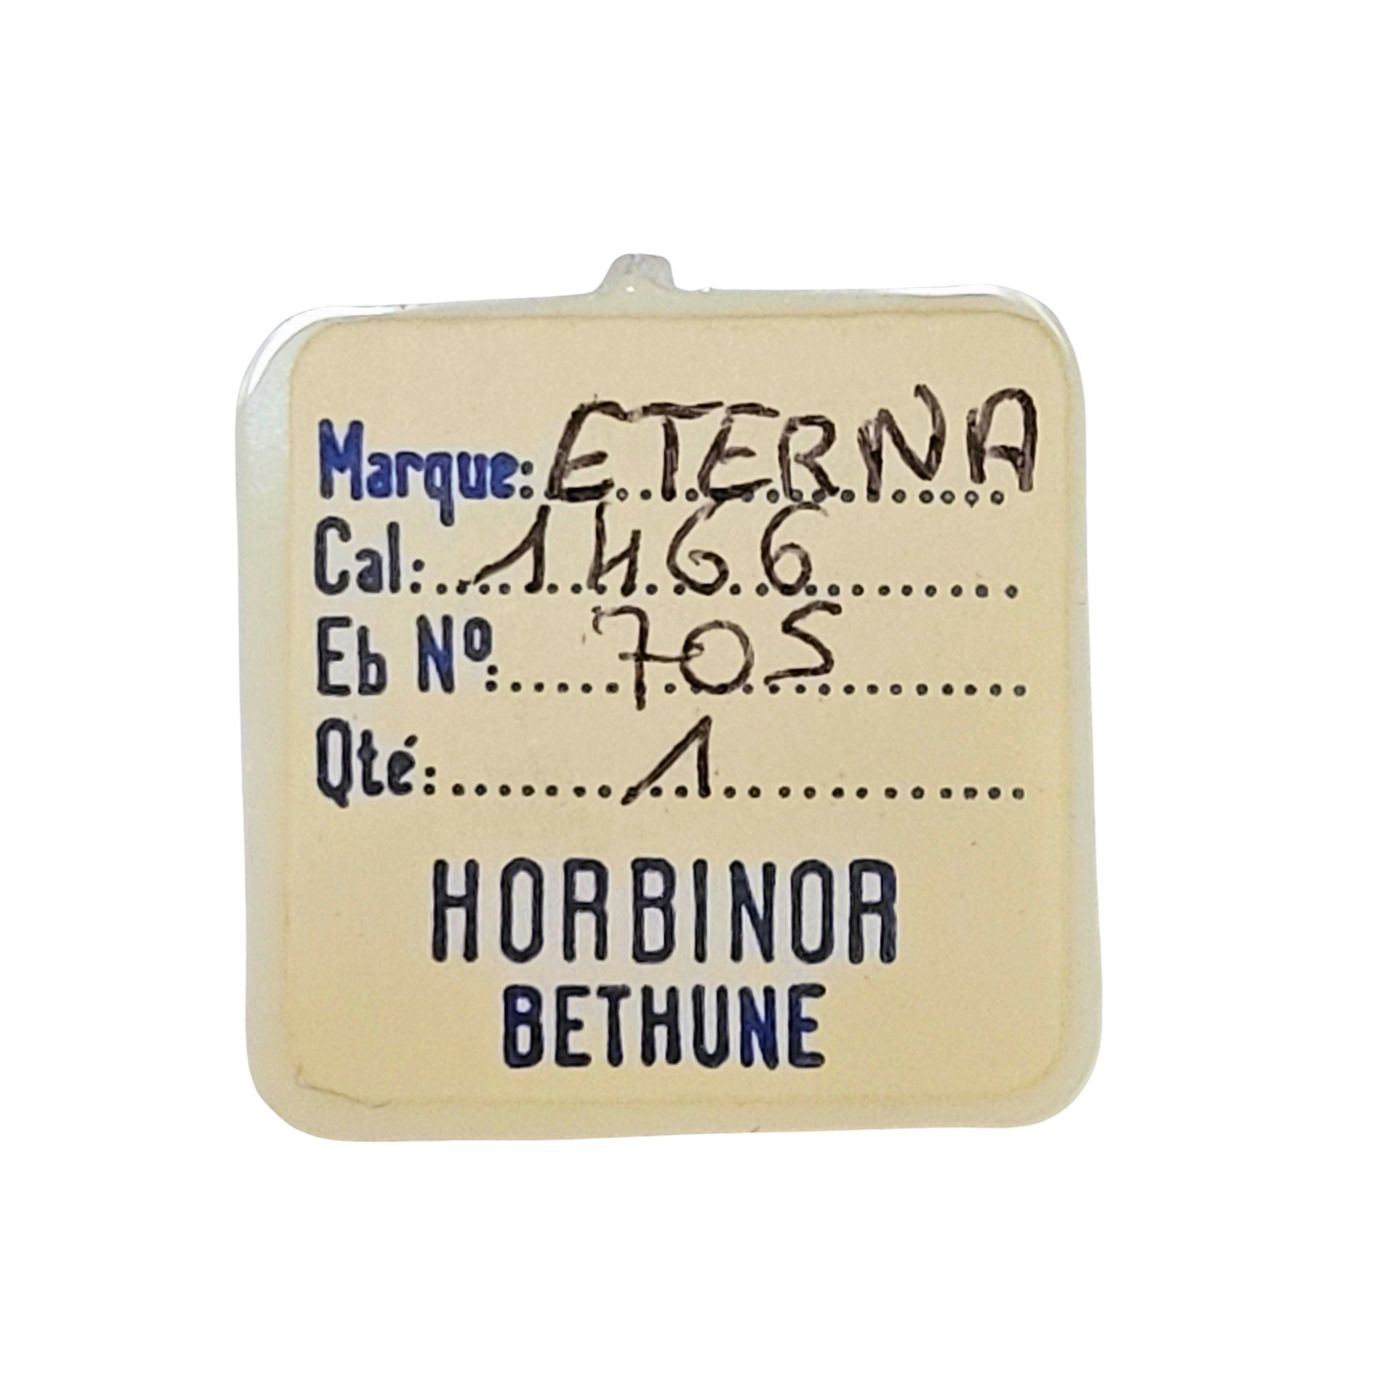 Marque: ETERNA
Cal: 1466
Eb Nº: 705
Qté: 1
HORBINOR
BETHUNE